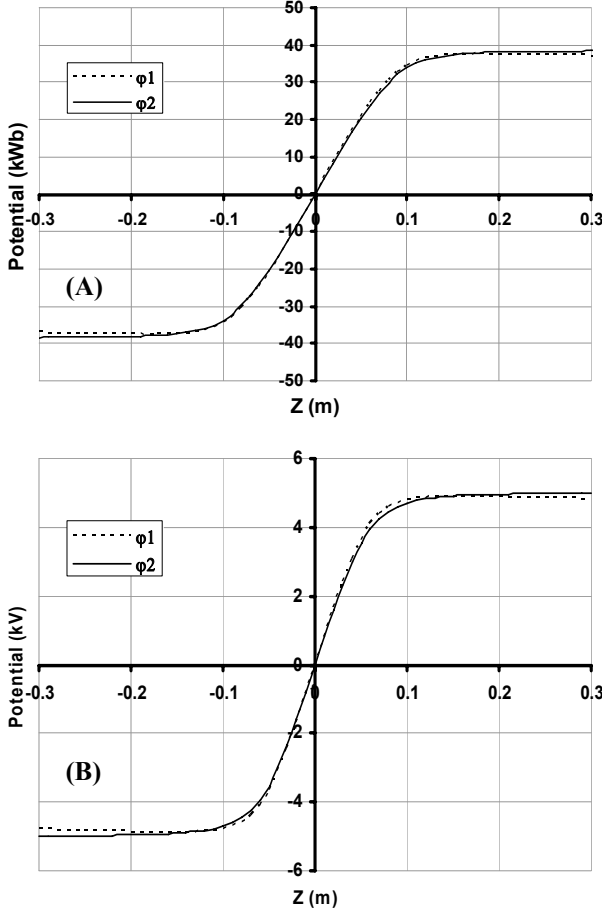 50
40
30
20
10
0
-10
-20
-30
-40
-50
-0.3 -0.2 -0.1 0 0.1 0.2 0.3
Potential (kWb)
φ1
φ2
(A)
Z (m)
6
4
2
0
-2
-4
-6
-0.3 -0.2 -0.1 0 0.1 0.2 0.3
Potential (kV)
φ1
φ2
(B)
Z (m)